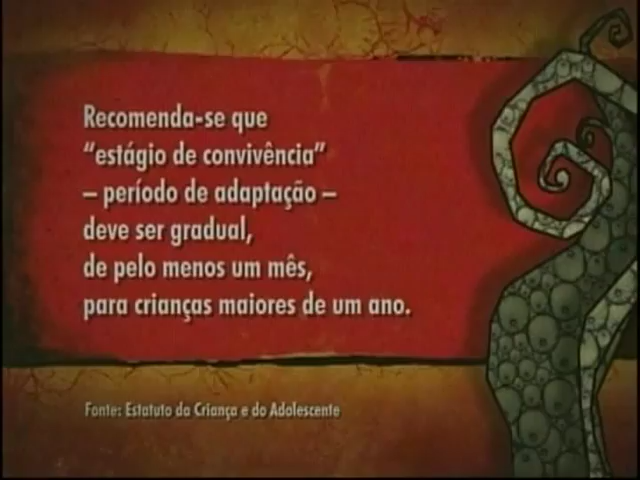 Recomenda-se que
“estágio de convivência”
– período de adaptação –
deve ser gradual,
de pelo menos um mês,
para crianças maiores de um ano.
Fonte: Estatuto da Criança e do Adolescente